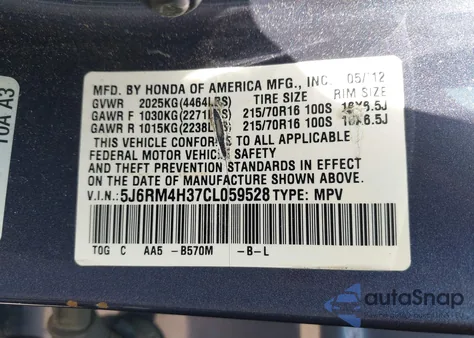 MFD. BY HONDA OF AMERICA MFG., INC. 05/12
GVWR 2025KG(4464LBS) TIRE SIZE RIM SIZE
GAWR F 1030KG(2271LBS) 215/70R16 100S 16X6.5J
GAWR R 1015KG(2238LBS) 215/70R16 100S 16X6.5J
THIS VEHICLE CONFORMS TO ALL APPLICABLE
FEDERAL MOTOR VEHICLE SAFETY
AND THEFT PREVENTION STANDARDS IN EFFECT
ON THE DATE OF MANUFACTURE SHOWN ABOVE.
V.I.N.: 5J6RM4H37CL059528 TYPE: MPV
TOG C AA5 -B570M -B-L
10A A3
autoSnap